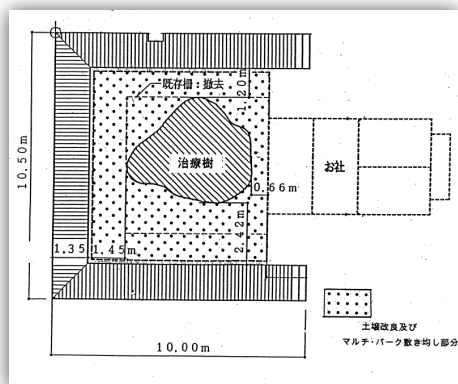 既存柵：撤去
1.20m
治療樹
お社
0.66m
10.50m
2.42m
1.35
1.45m
10.00m
土壌改良及び
マルチ・バーク敷き均し部分